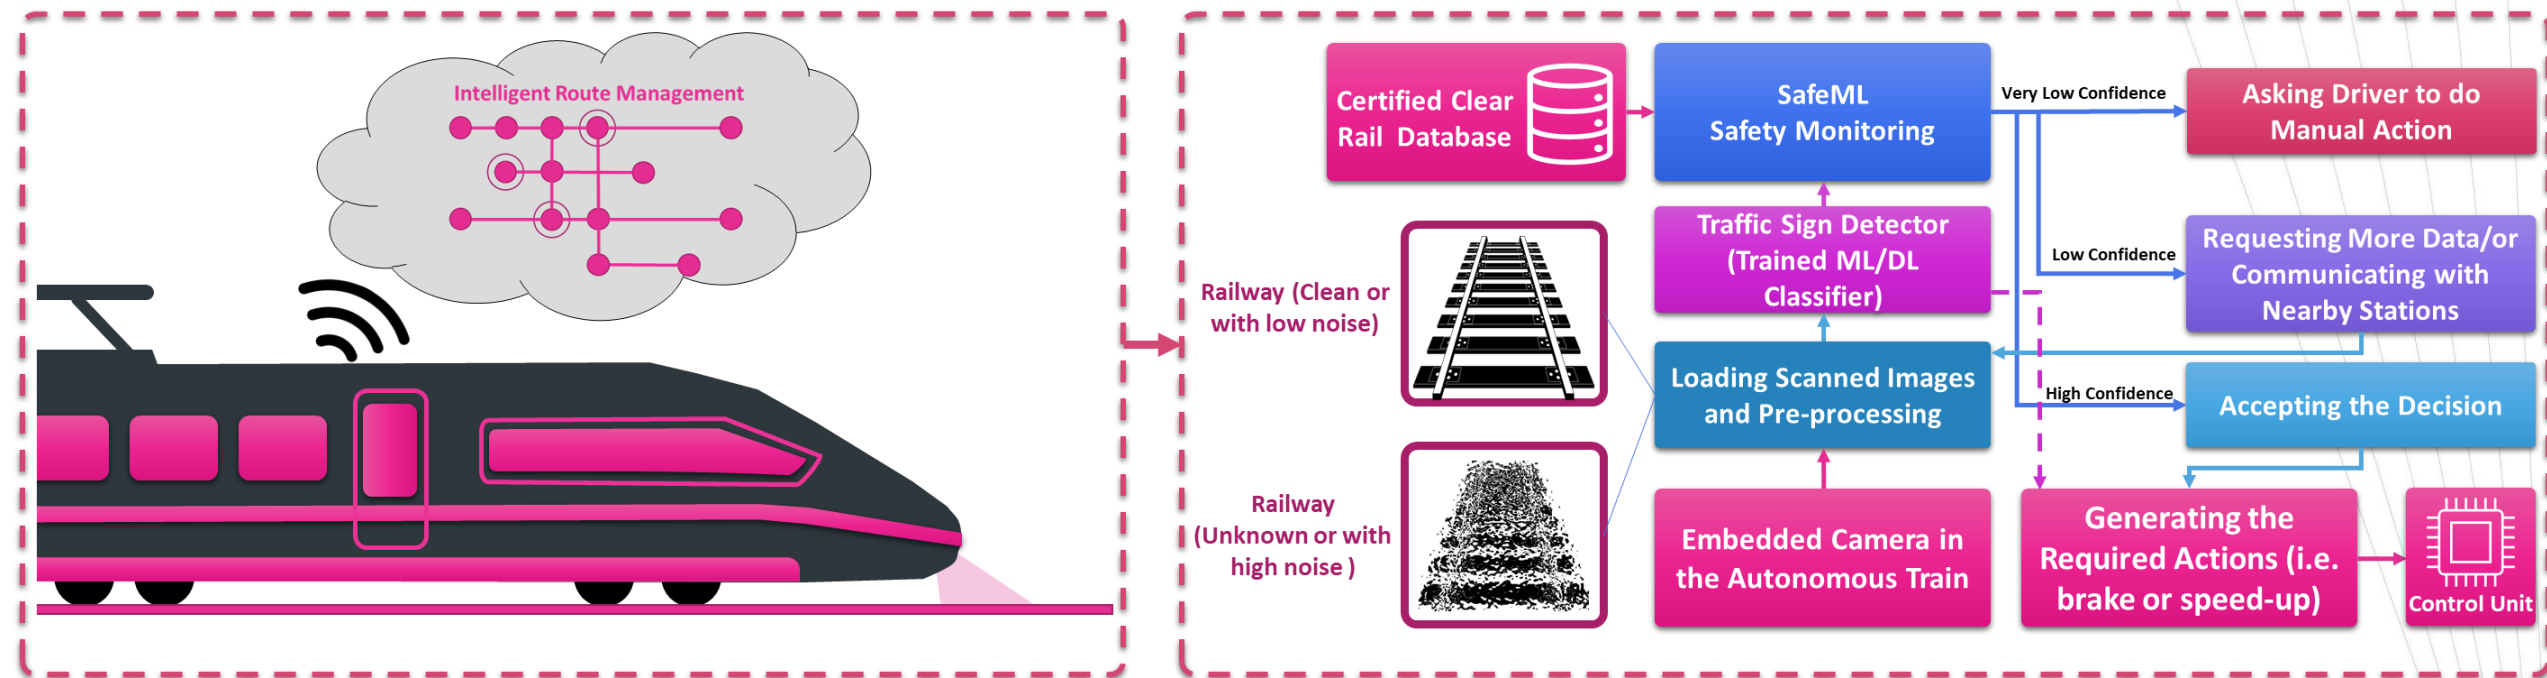 Intelligent Route Management
Certified Clear
Rail Database
SafeML
Safety Monitoring
Very Low Confidence
Asking Driver to do
Manual Action
Traffic Sign Detector
(Trained ML/DL
Classifier)
Low Confidence
Requesting More Data/or
Communicating with
Nearby Stations
Railway (Clean or
with low noise)
Loading Scanned Images
and Pre-processing
High Confidence
Accepting the Decision
Railway
(Unknown or with
high noise )
Embedded Camera in
the Autonomous Train
Generating the
Required Actions (i.e.
brake or speed-up)
Control Unit